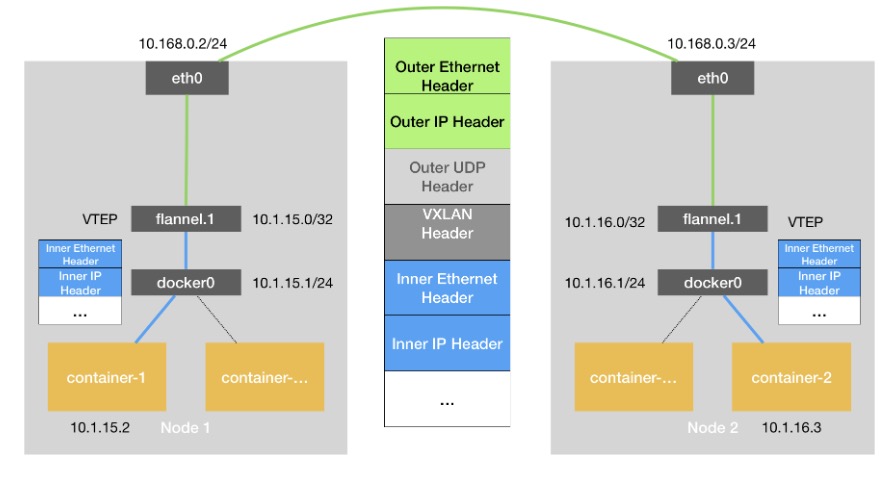 10.168.0.2/24
10.168.0.3/24
eth0
Outer Ethernet
Header
eth0
Outer IP Header
Outer UDP
Header
VTEP
flannel.1
10.1.15.0/32
VXLAN
Header
10.1.16.0/32
flannel.1
VTEP
Inner Ethernet
Header
Inner IP
Header
...
docker0
10.1.15.1/24
Inner Ethernet
Header
10.1.16.1/24
docker0
Inner Ethernet
Header
Inner IP
Header
...
Inner IP Header
container-1
container-...
...
container-...
container-2
10.1.15.2
Node 1
Node 2
10.1.16.3